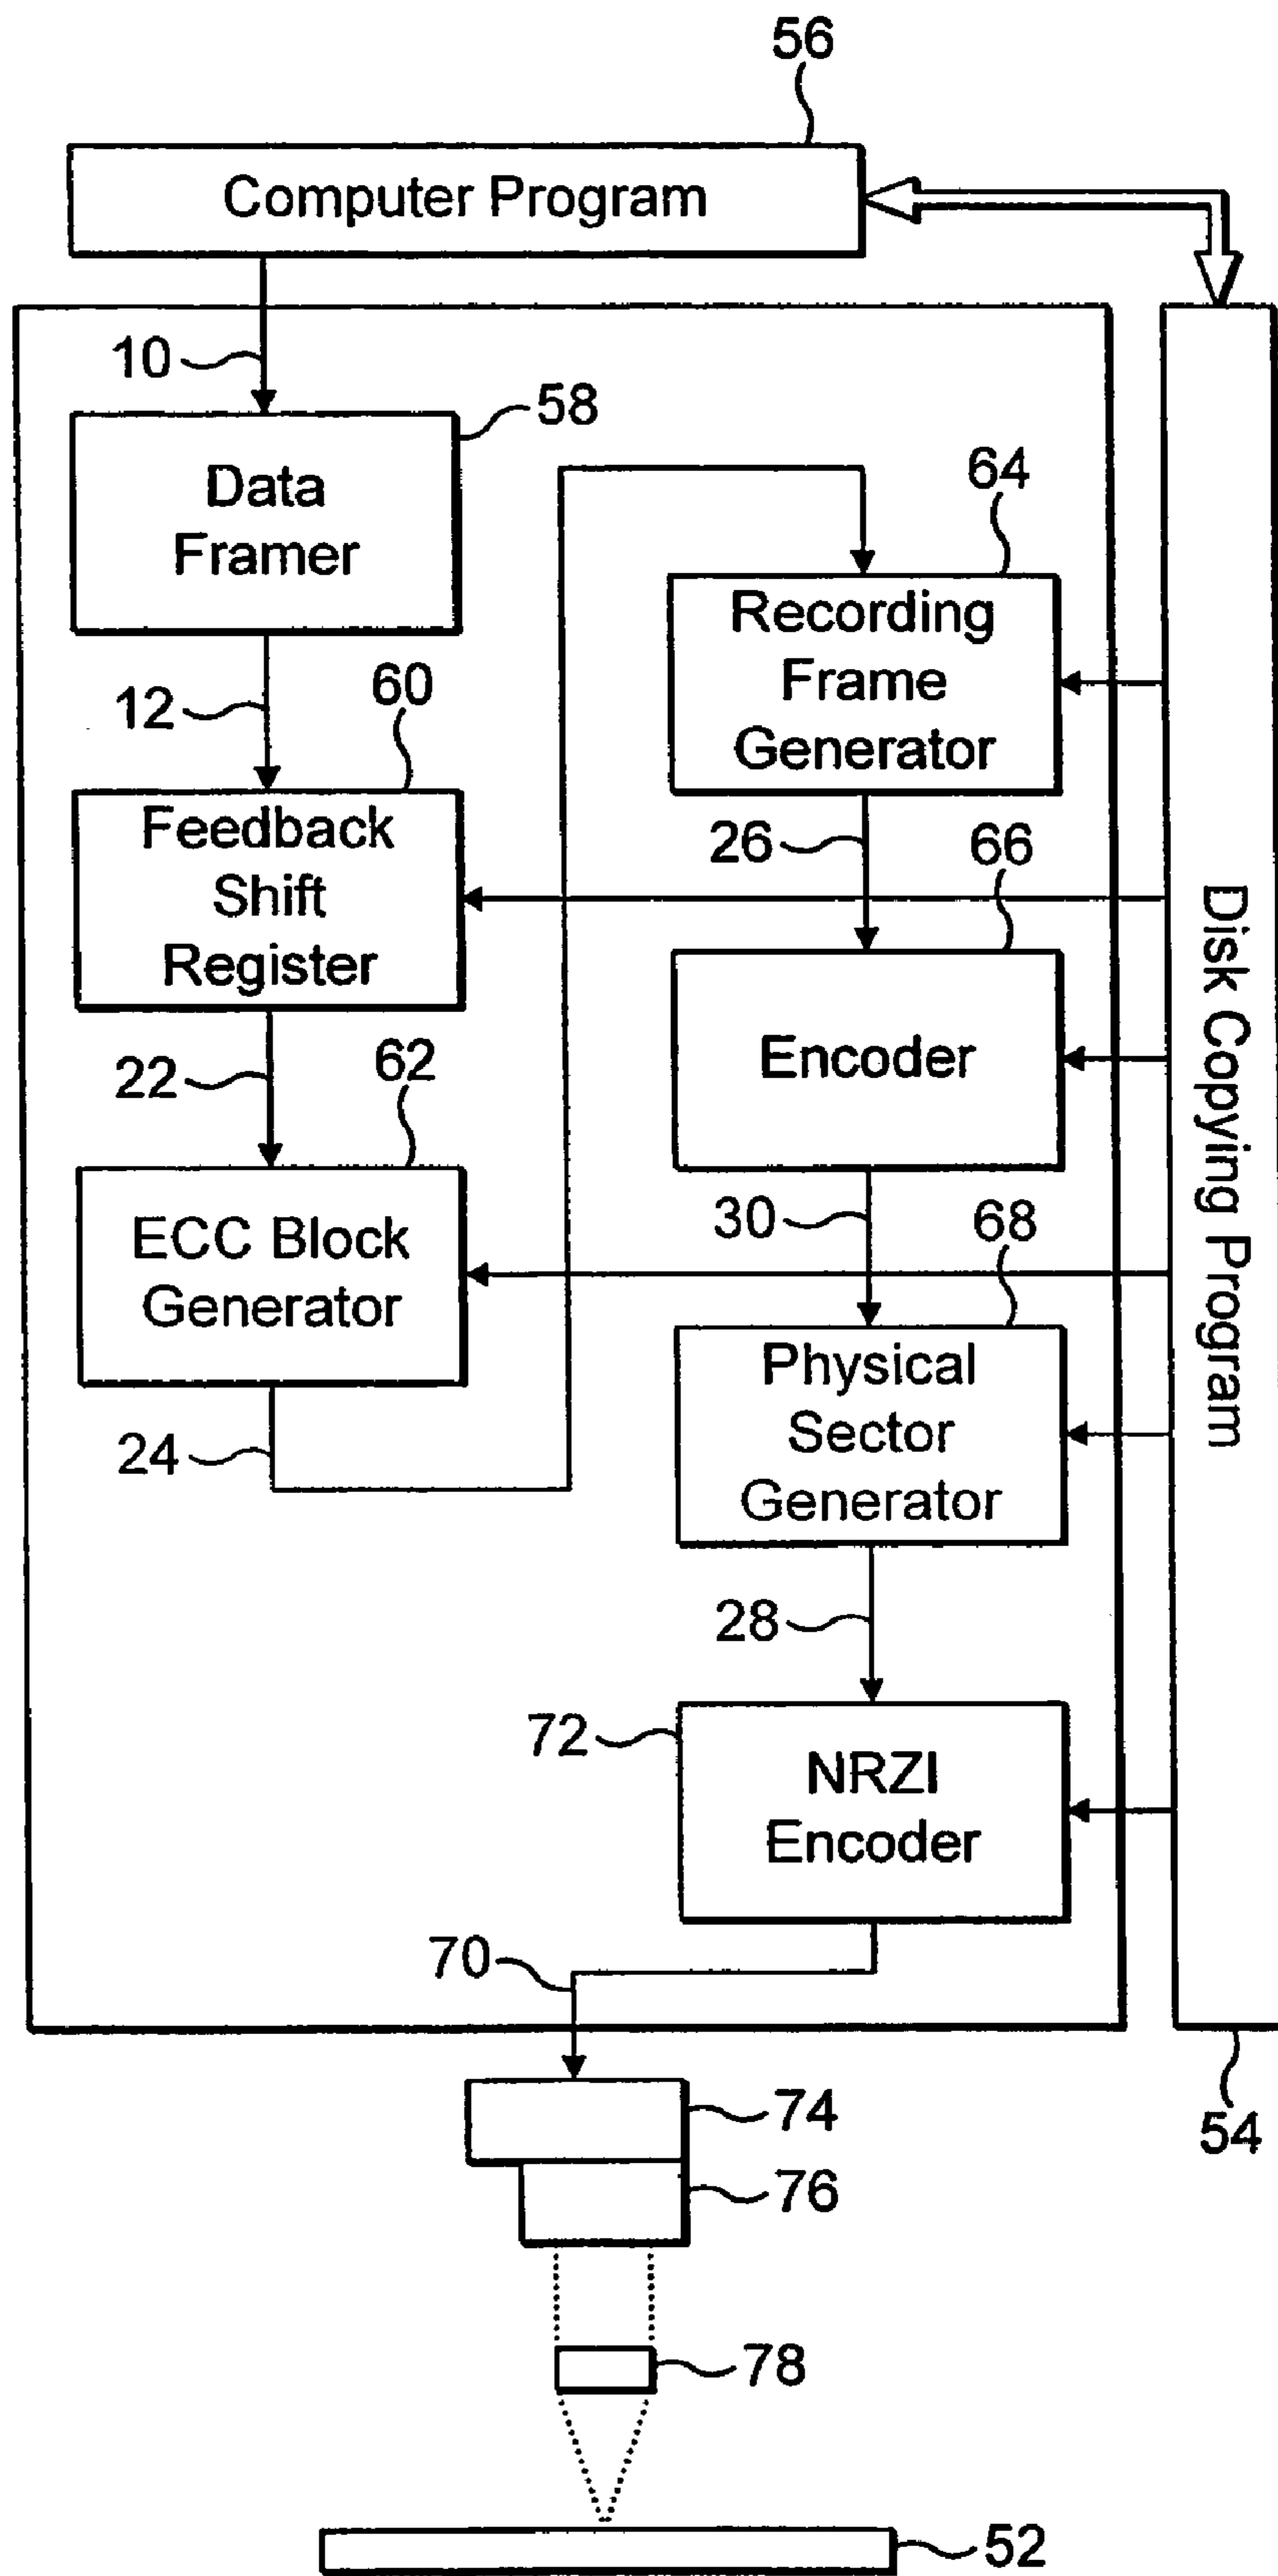 56
Computer Program
10
58
Data
Framer
12
60
Feedback
Shift
Register
22
62
ECC Block
Generator
24
64
Recording
Frame
Generator
26
66
Encoder
30
68
Physical
Sector
Generator
28
72
NRZI
Encoder
70
Disk Copying Program
54
74
76
78
52